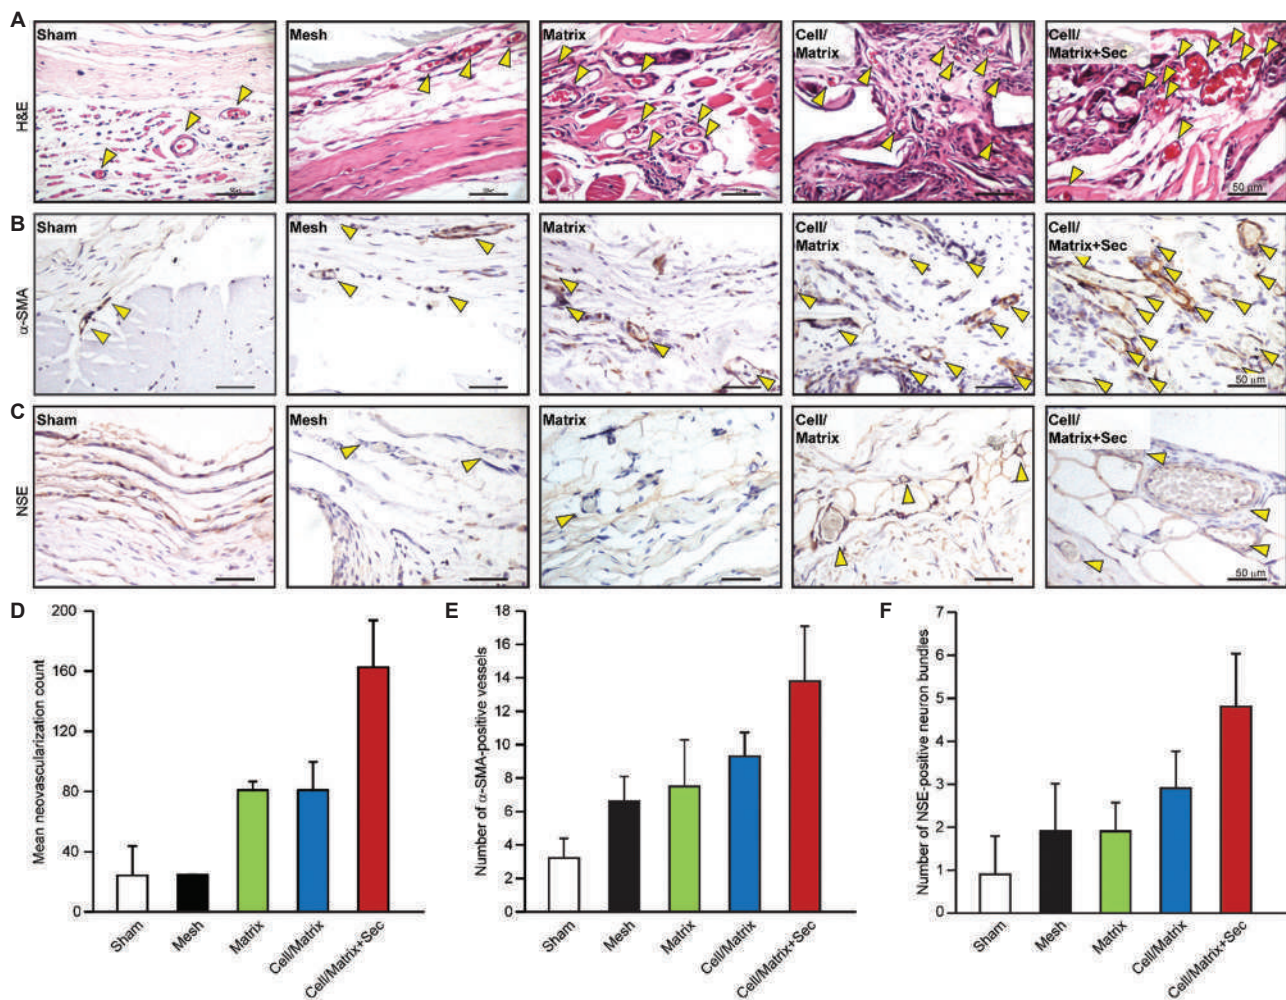 A
Sham
Mesh
Matrix
Cell/
Matrix
Cell/
Matrix+Sec
H&E
50 µm
B
Sham
Mesh
Matrix
Cell/
Matrix
Cell/
Matrix+Sec
α-SMA
50 µm
C
Sham
Mesh
Matrix
Cell/
Matrix
Cell/
Matrix+Sec
NSE
50 µm
D
Mean neovascularization count
200
160
120
80
40
0
Sham
Mesh
Matrix
Cell/Matrix
Cell/Matrix+Sec
E
Number of α-SMA-positive vessels
18
16
14
12
10
8
6
4
2
0
Sham
Mesh
Matrix
Cell/Matrix
Cell/Matrix+Sec
F
Number of NSE-positive neuron bundles
7
6
5
4
3
2
1
0
Sham
Mesh
Matrix
Cell/Matrix
Cell/Matrix+Sec